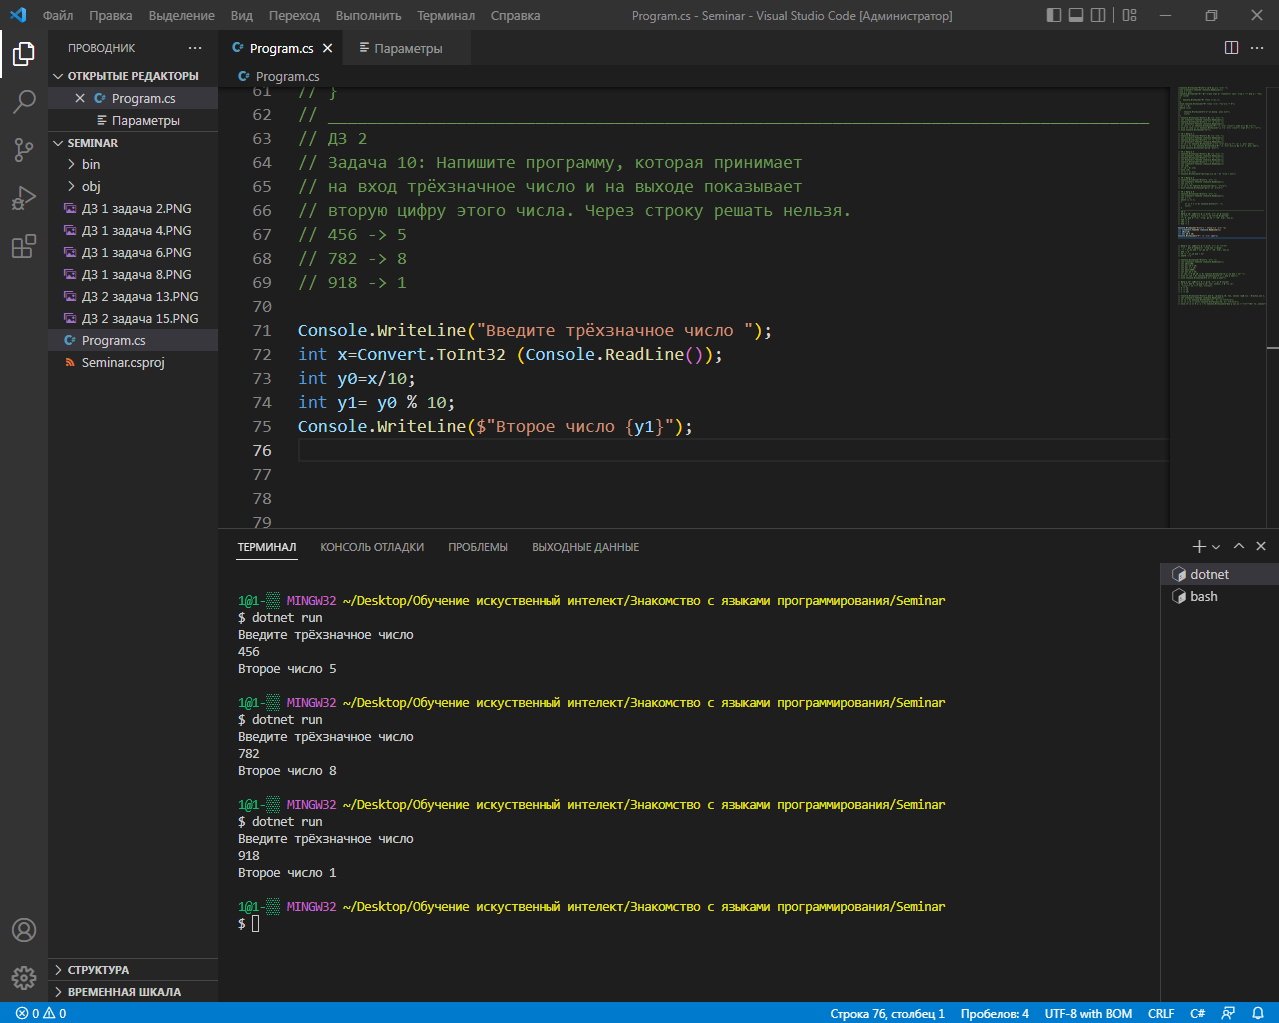 Файл Правка Выделение Вид Переход Выполнить Терминал Справка Program.cs - Seminar - Visual Studio Code [Администратор]
ПРОВОДНИК
ОТКРЫТЫЕ РЕДАКТОРЫ
Program.cs
Параметры
SEMINAR
bin
obj
ДЗ 1 задача 2.PNG
ДЗ 1 задача 4.PNG
ДЗ 1 задача 6.PNG
ДЗ 1 задача 8.PNG
ДЗ 2 задача 13.PNG
ДЗ 2 задача 15.PNG
Program.cs
Seminar.csproj
СТРУКТУРА
ВРЕМЕННАЯ ШКАЛА
Program.cs Параметры
Program.cs
61 // }
62 // ___________________________________________________________________________________
63 // ДЗ 2
64 // Задача 10: Напишите программу, которая принимает
65 // на вход трёхзначное число и на выходе показывает
66 // вторую цифру этого числа. Через строку решать нельзя.
67 // 456 -> 5
68 // 782 -> 8
69 // 918 -> 1
70
71 Console.WriteLine("Введите трёхзначное число ");
72 int x=Convert.ToInt32 (Console.ReadLine());
73 int y0=x/10;
74 int y1= y0 % 10;
75 Console.WriteLine($"Второе число {y1}");
76
77
78
79
ТЕРМИНАЛ КОНСОЛЬ ОТЛАДКИ ПРОБЛЕМЫ ВЫХОДНЫЕ ДАННЫЕ
dotnet
bash
1@1-▒▒ MINGW32 ~/Desktop/Обучение искуственный интелект/Знакомство с языками программирования/Seminar
$ dotnet run
Введите трёхзначное число
456
Второе число 5
1@1-▒▒ MINGW32 ~/Desktop/Обучение искуственный интелект/Знакомство с языками программирования/Seminar
$ dotnet run
Введите трёхзначное число
782
Второе число 8
1@1-▒▒ MINGW32 ~/Desktop/Обучение искуственный интелект/Знакомство с языками программирования/Seminar
$ dotnet run
Введите трёхзначное число
918
Второе число 1
1@1-▒▒ MINGW32 ~/Desktop/Обучение искуственный интелект/Знакомство с языками программирования/Seminar
$
0 0 Строка 76, столбец 1 Пробелов: 4 UTF-8 with BOM CRLF C#